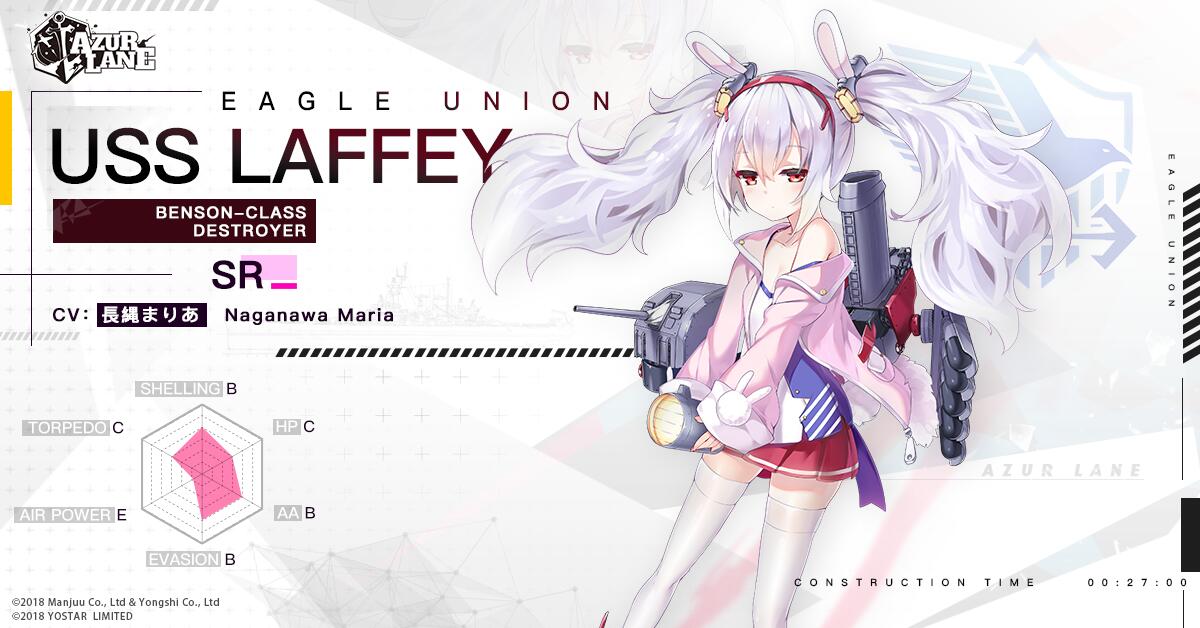 AZUR
LANE
EAGLE UNION
USS LAFFEY
BENSON-CLASS
DESTROYER
SR
CV: 長縄まりあ Naganawa Maria
SHELLING B
TORPEDO C
HP C
AIR POWER E
AA B
EVASION B
EAGLE UNION
AZUR LANE
CONSTRUCTION TIME 00:27:00
©2018 Manjuu Co., Ltd & Yongshi Co., Ltd
©2018 YOSTAR LIMITED